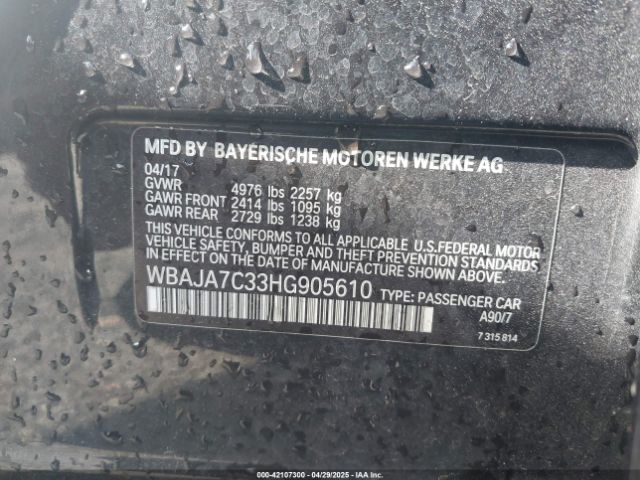 MFD BY BAYERISCHE MOTOREN WERKE AG
04/17
GVWR 4976 lbs 2257 kg
GAWR FRONT 2414 lbs 1095 kg
GAWR REAR 2729 lbs 1238 kg
THIS VEHICLE CONFORMS TO ALL APPLICABLE U.S.FEDERAL MOTOR
VEHICLE SAFETY, BUMPER AND THEFT PREVENTION STANDARDS
IN EFFECT ON THE DATE OF MANUFACTURE SHOWN ABOVE.
WBAJA7C33HG905610 TYPE: PASSENGER CAR
A90/7
7 315 814
000-42107300 - 04/29/2025 - IAAI.COM